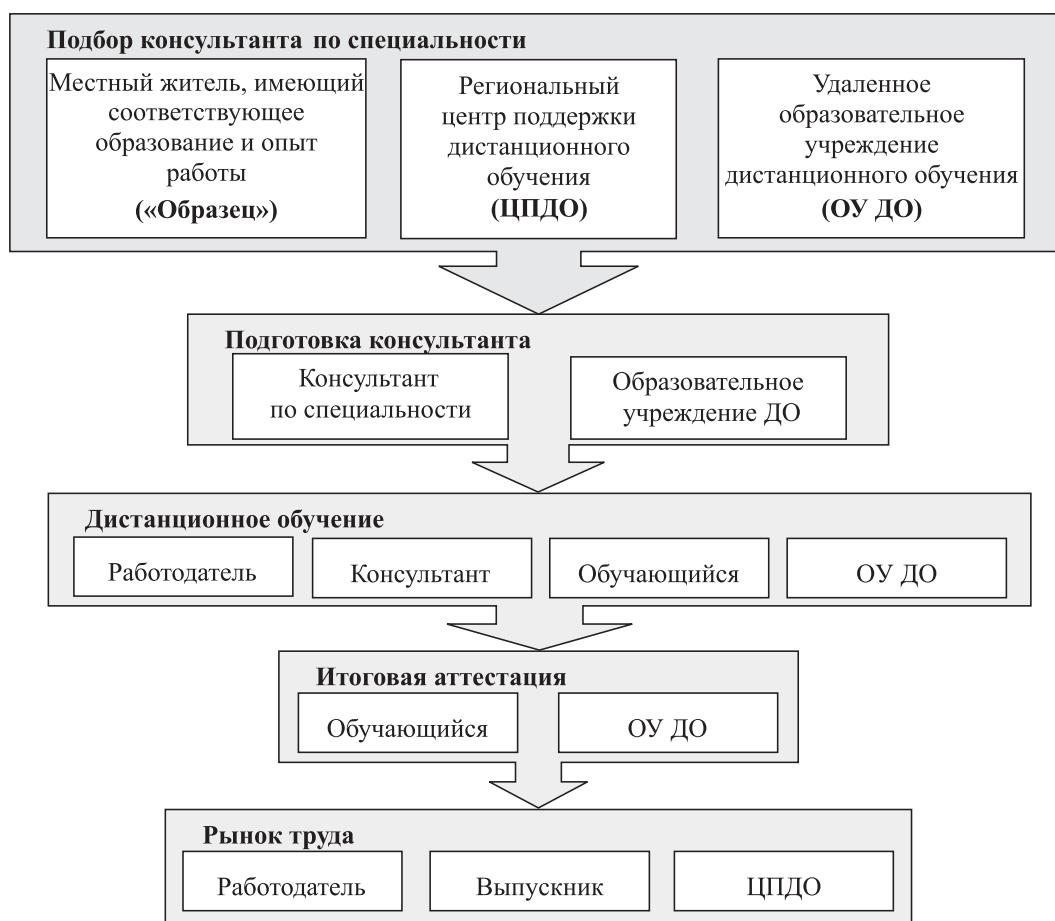 Подбор консультанта по специальности
Местный житель, имеющий
соответствующее
образование и опыт
работы
(«Образец»)
Региональный
центр поддержки
дистанционного
обучения
(ЦПДО)
Удаленное
образовательное
учреждение
дистанционного обучения
(ОУ ДО)
Подготовка консультанта
Консультант
по специальности
Образовательное
учреждение ДО
Дистанционное обучение
Работодатель
Консультант
Обучающийся
ОУ ДО
Итоговая аттестация
Обучающийся
ОУ ДО
Рынок труда
Работодатель
Выпускник
ЦПДО